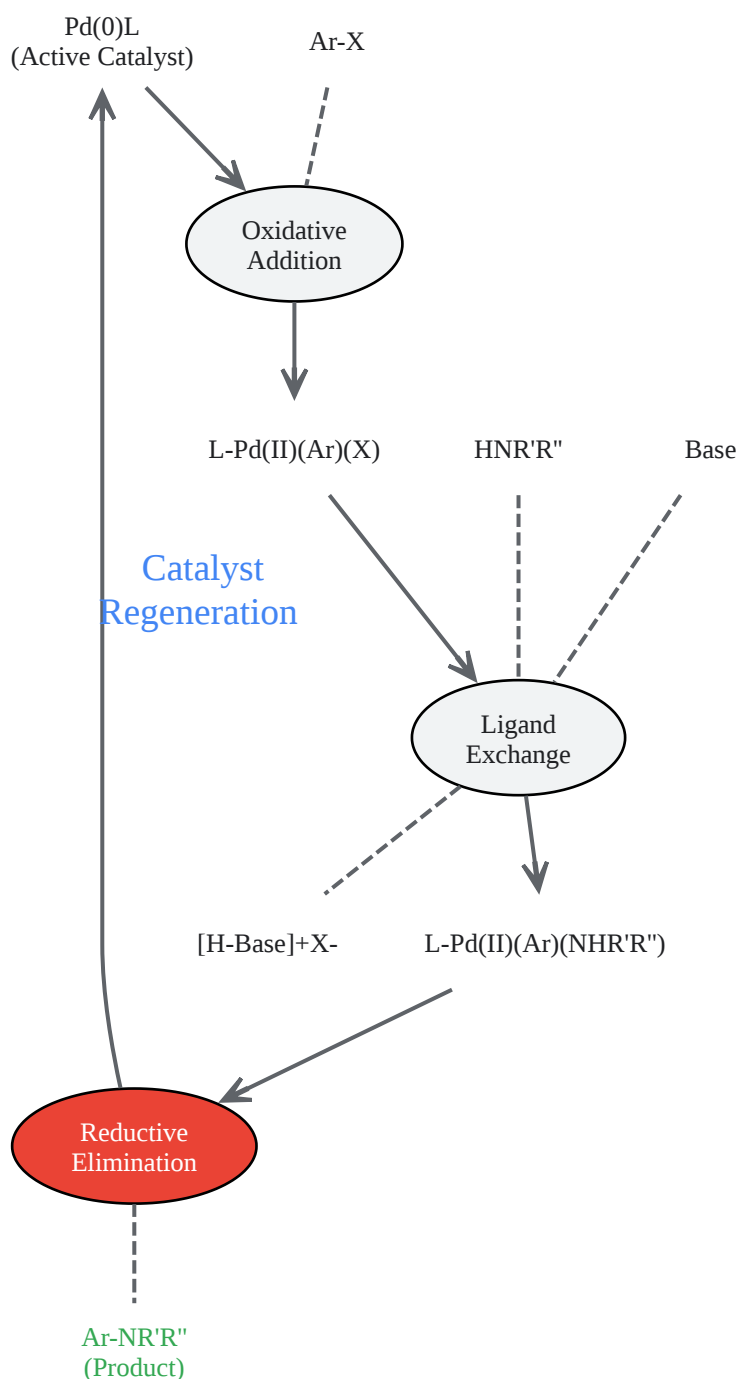 Pd(0)L
(Active Catalyst)
Ar-X
Oxidative
Addition
L-Pd(II)(Ar)(X)
HNR'R"
Base
Catalyst
Regeneration
Ligand
Exchange
[H-Base]+X-
L-Pd(II)(Ar)(NHR'R")
Reductive
Elimination
Ar-NR'R"
(Product)